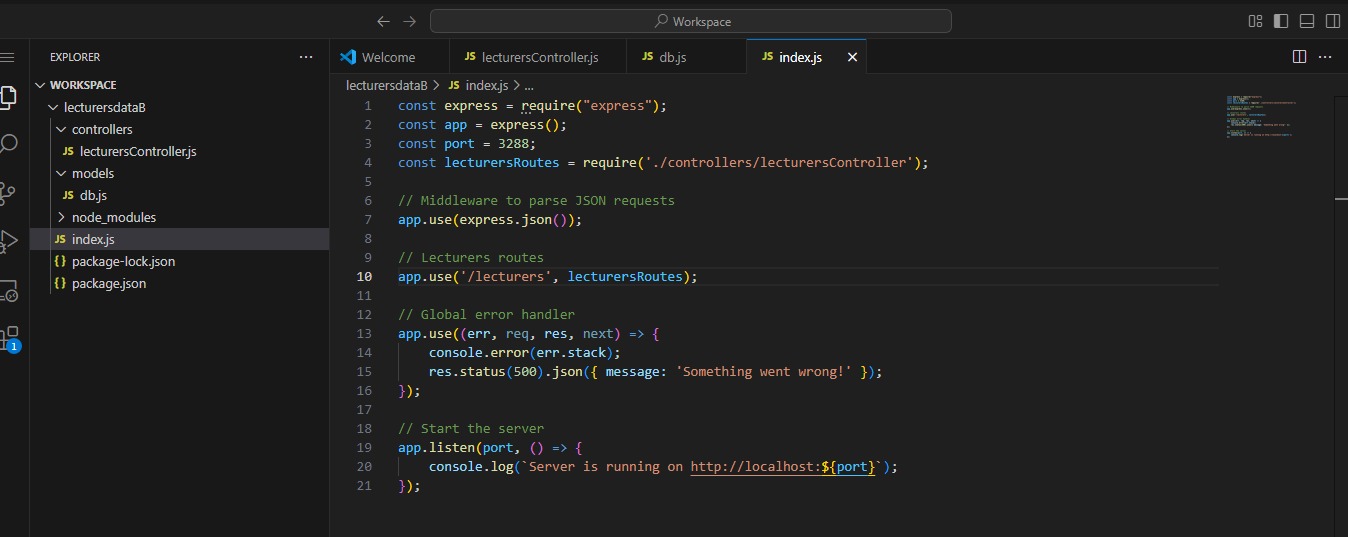 Workspace
EXPLORER
WORKSPACE
lecturersdataB
controllers
JS lecturersController.js
models
JS db.js
node_modules
JS index.js
{} package-lock.json
{} package.json
1
Welcome
JS lecturersController.js
JS db.js
JS index.js
lecturersdataB > JS index.js > ...
1 const express = require("express");
2 const app = express();
3 const port = 3288;
4 const lecturersRoutes = require('./controllers/lecturersController');
5
6 // Middleware to parse JSON requests
7 app.use(express.json());
8
9 // Lecturers routes
10 app.use('/lecturers', lecturersRoutes);
11
12 // Global error handler
13 app.use((err, req, res, next) => {
14     console.error(err.stack);
15     res.status(500).json({ message: 'Something went wrong!' });
16 });
17
18 // Start the server
19 app.listen(port, () => {
20     console.log(`Server is running on http://localhost:${port}`);
21 });